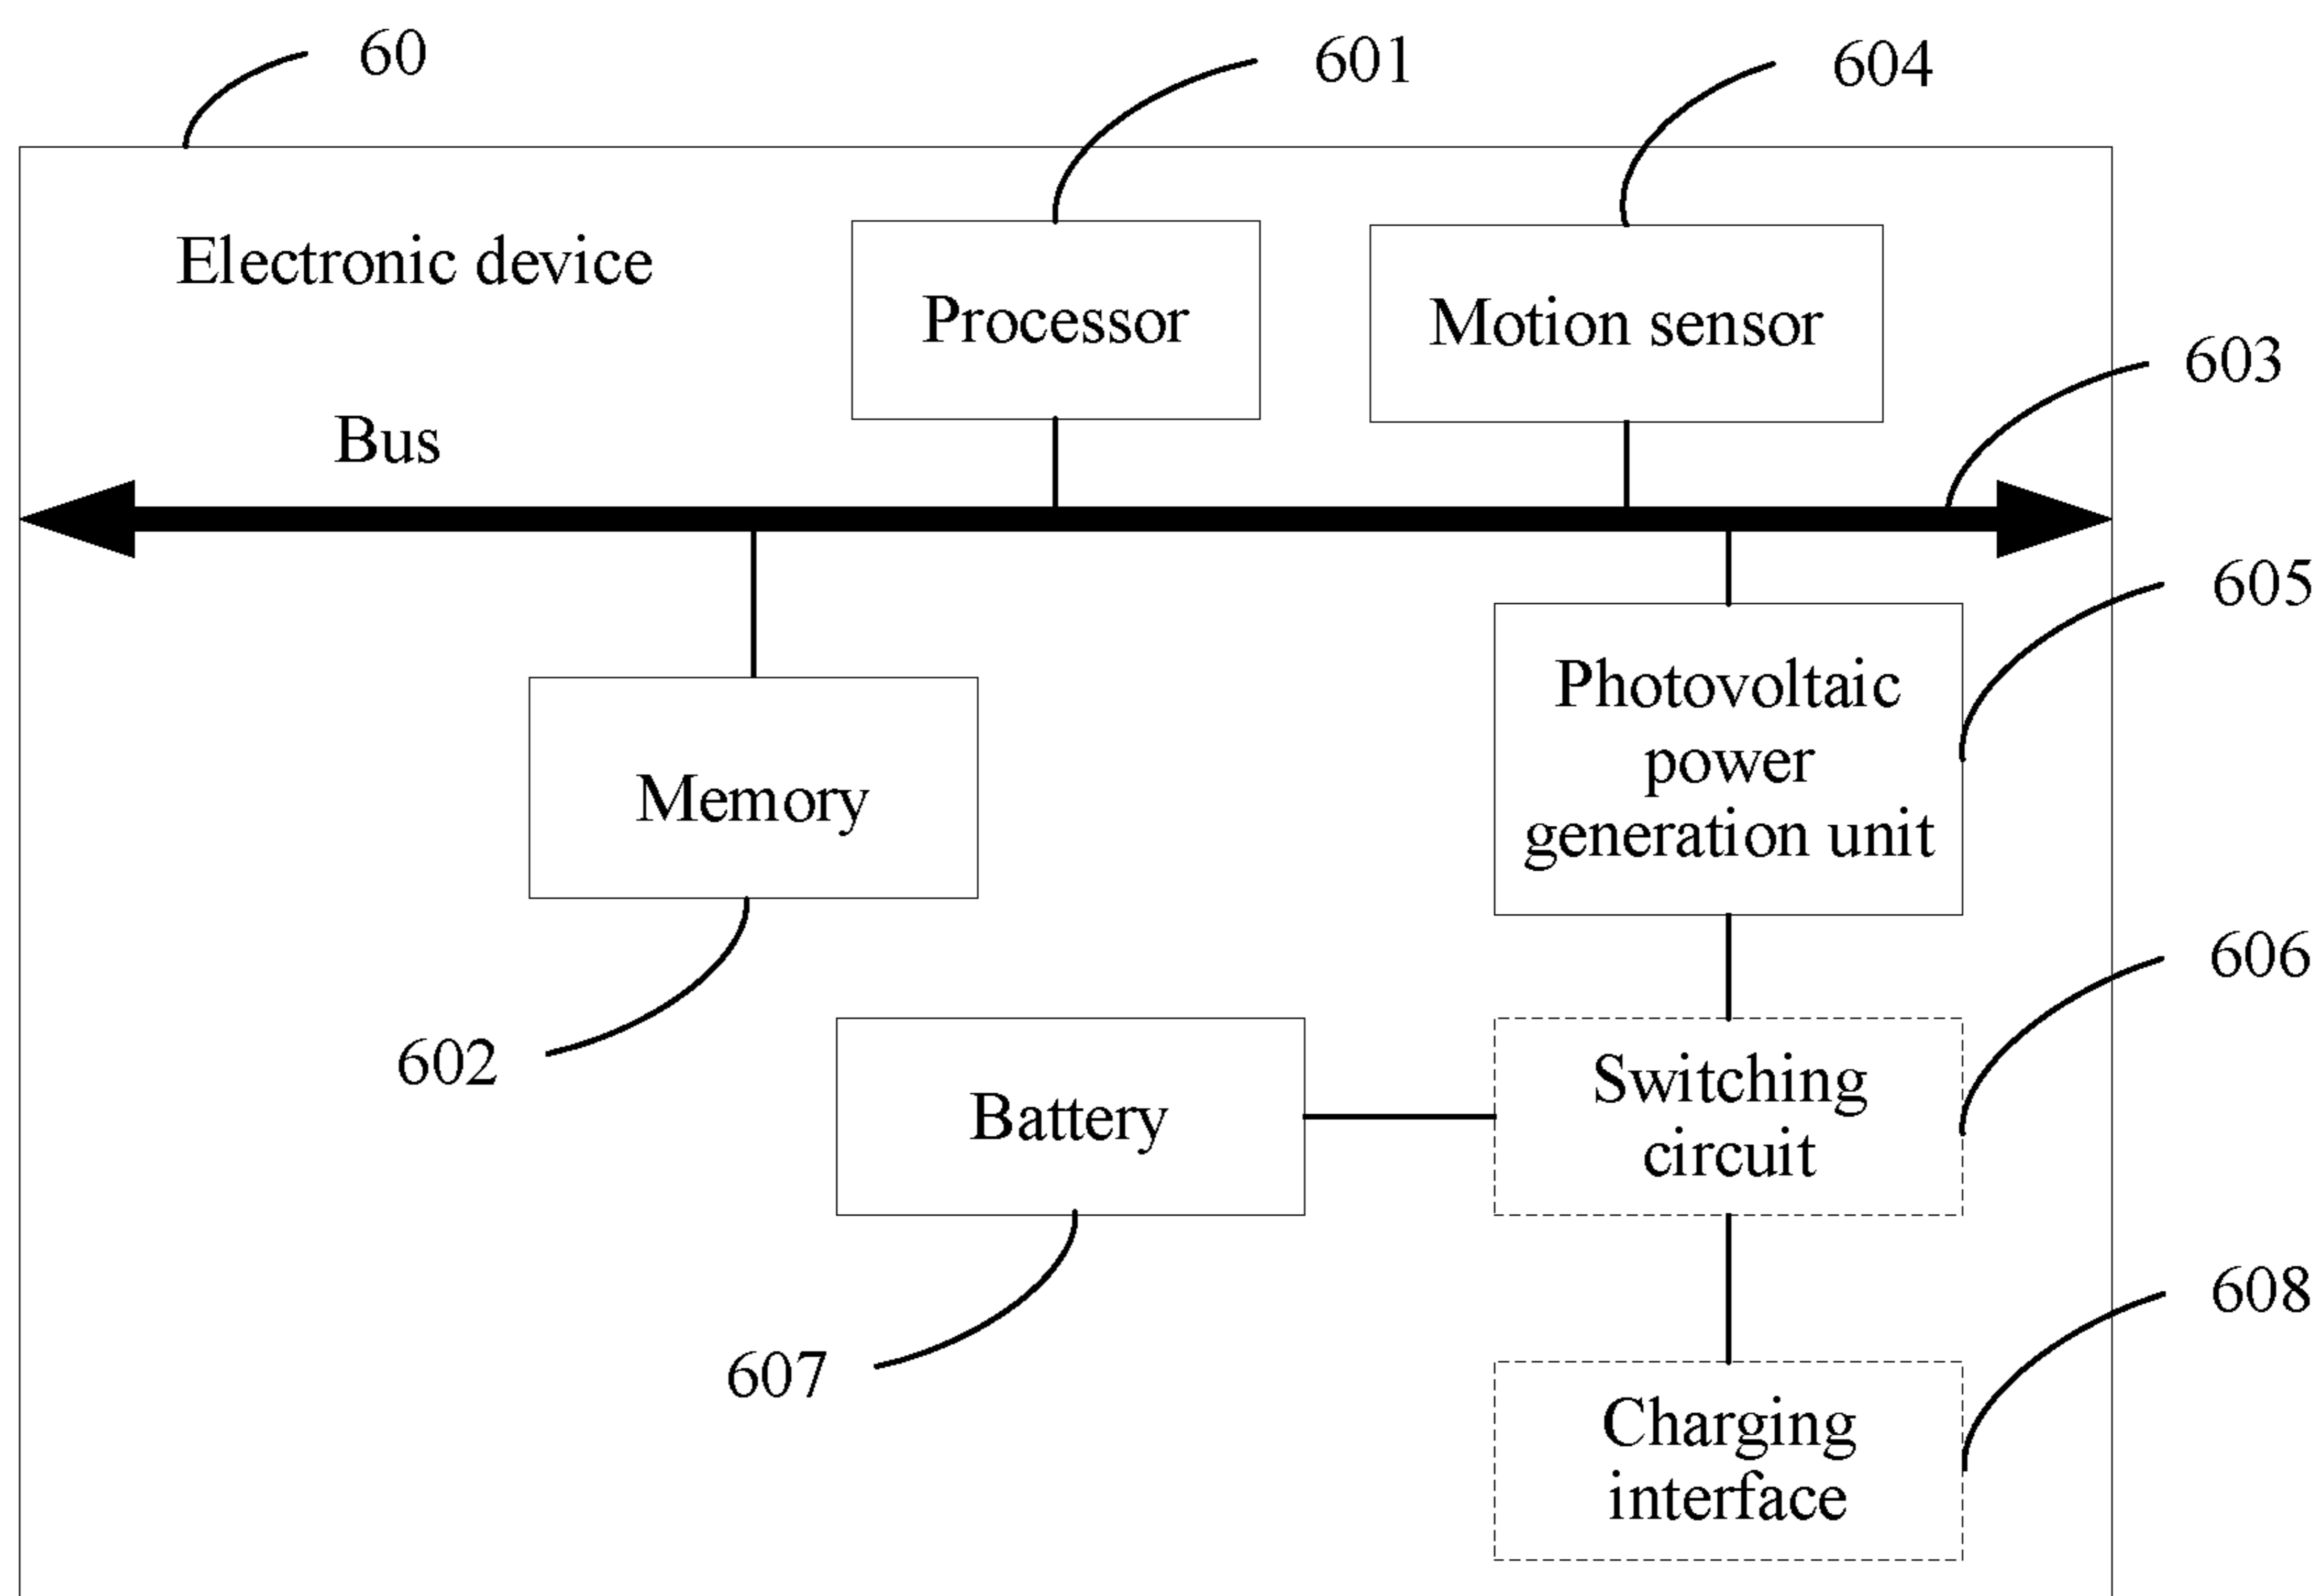 60
601
604
Electronic device
Processor
Motion sensor
603
Bus
605
Photovoltaic
power
generation unit
Memory
606
602
Battery
Switching
circuit
608
607
Charging
interface